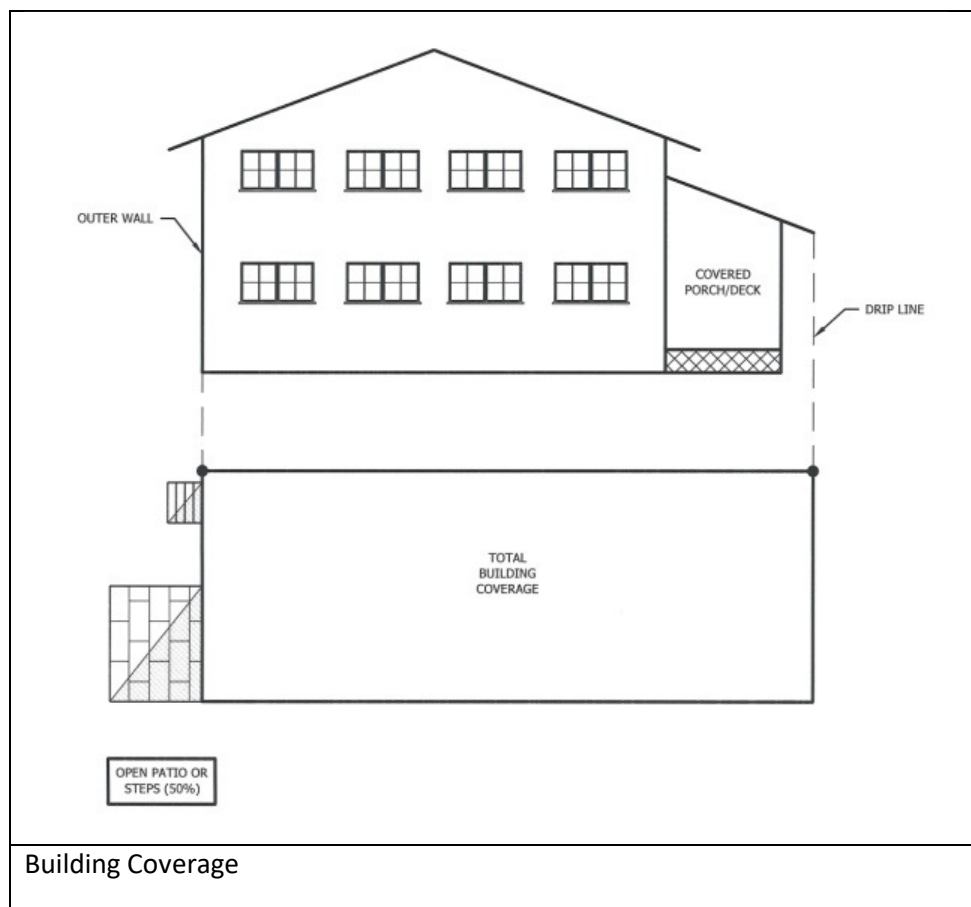 OUTER WALL
COVERED
PORCH/DECK
DRIP LINE
TOTAL
BUILDING
COVERAGE
OPEN PATIO OR
STEPS (50%)
Building Coverage